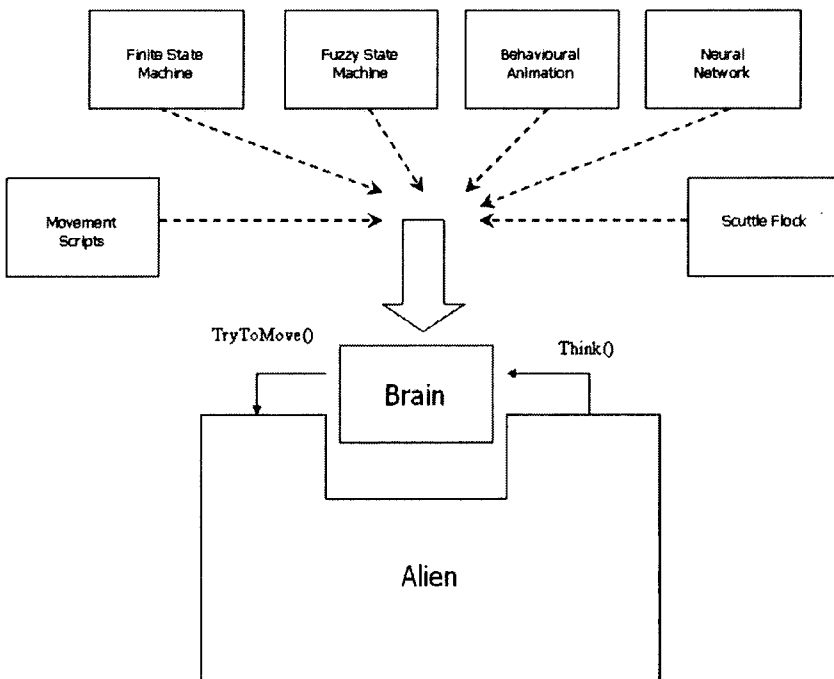 Finite State
Machine
Fuzzy State
Machine
Behavioural
Animation
Neural
Network
Movement
Scripts
Scuttle Flock
TryToMove()
Think()
Brain
Alien